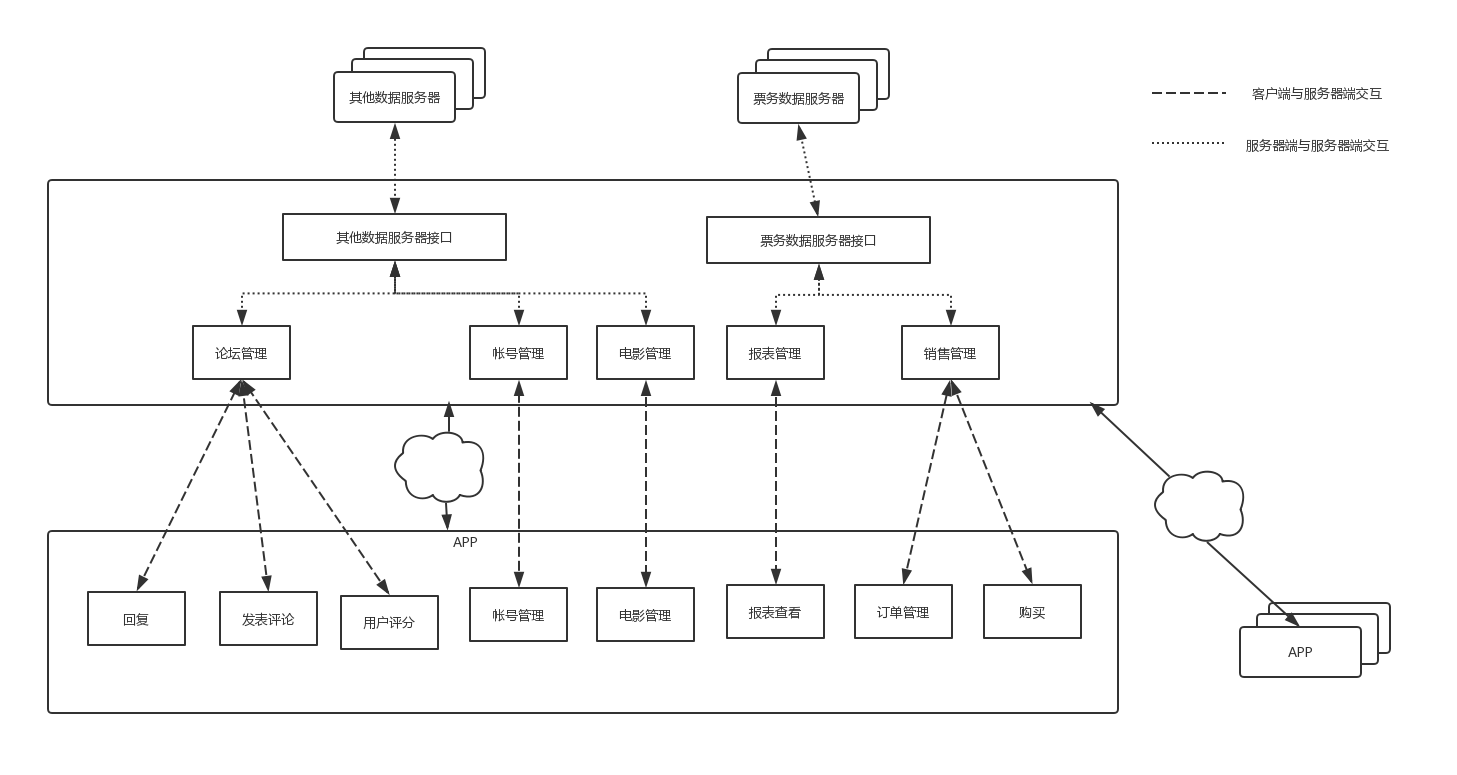 其他数据服务器
票务数据服务器
客户端与服务器端交互
服务器端与服务器端交互
其他数据服务器接口
票务数据服务器接口
论坛管理
帐号管理
电影管理
报表管理
销售管理
APP
回复
发表评论
用户评分
帐号管理
电影管理
报表查看
订单管理
购买
APP